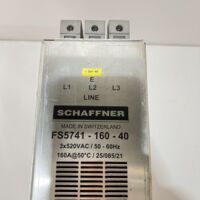 E
L1 L2 L3
LINE
SCHAFFNER
MADE IN SWITZERLAND
FS5741 - 160 - 40
3x520VAC / 50 - 60Hz
160A@50°C / 25/085/21